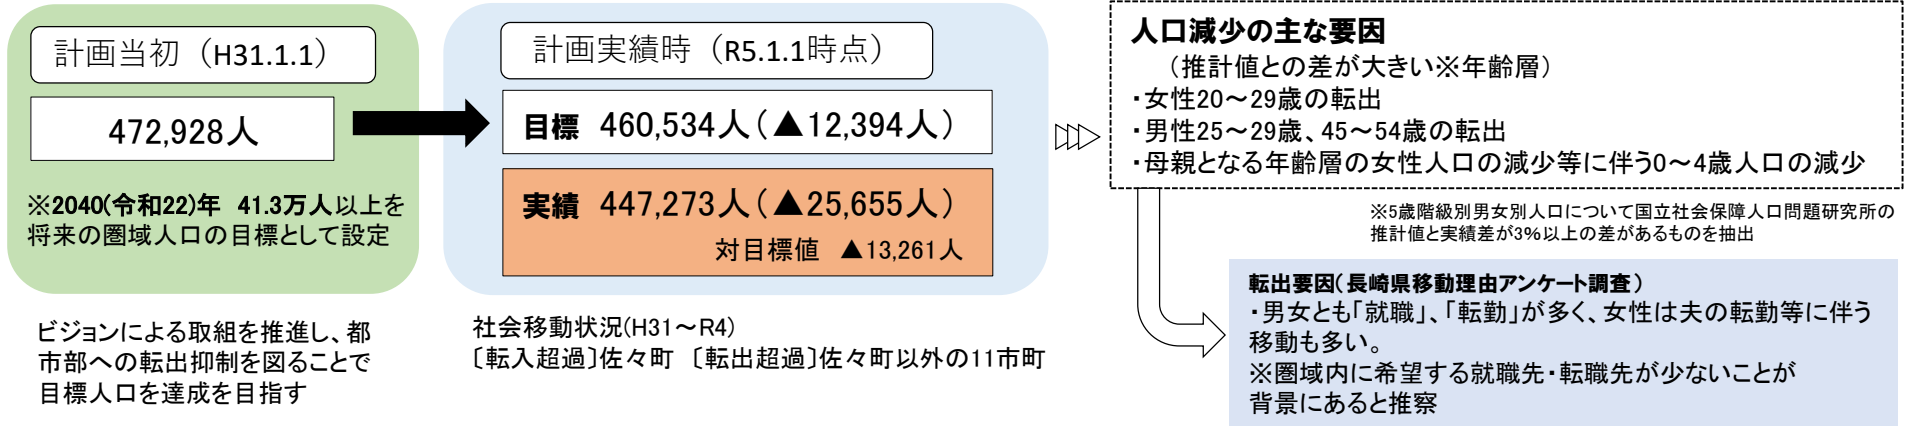 計画当初（H31.1.1）
472,928人
※2040(令和22)年　41.3万人以上を
将来の圏域人口の目標として設定
ビジョンによる取組を推進し、都
市部への転出抑制を図ることで
目標人口を達成を目指す
計画実績時（R5.1.1時点）
目標　460,534人（▲12,394人）
実績　447,273人（▲25,655人）
対目標値　▲13,261人
社会移動状況(H31～R4)
〔転入超過〕佐々町　〔転出超過〕佐々町以外の11市町
人口減少の主な要因
（推計値との差が大きい※年齢層）
・女性20～29歳の転出
・男性25～29歳、45～54歳の転出
・母親となる年齢層の女性人口の減少等に伴う0～4歳人口の減少
※5歳階級別男女別人口について国立社会保障人口問題研究所の
推計値と実績差が3%以上の差があるものを抽出
転出要因（長崎県移動理由アンケート調査）
・男女とも「就職」、「転勤」が多く、女性は夫の転勤等に伴う
移動も多い。
※圏域内に希望する就職先・転職先が少ないことが
背景にあると推察